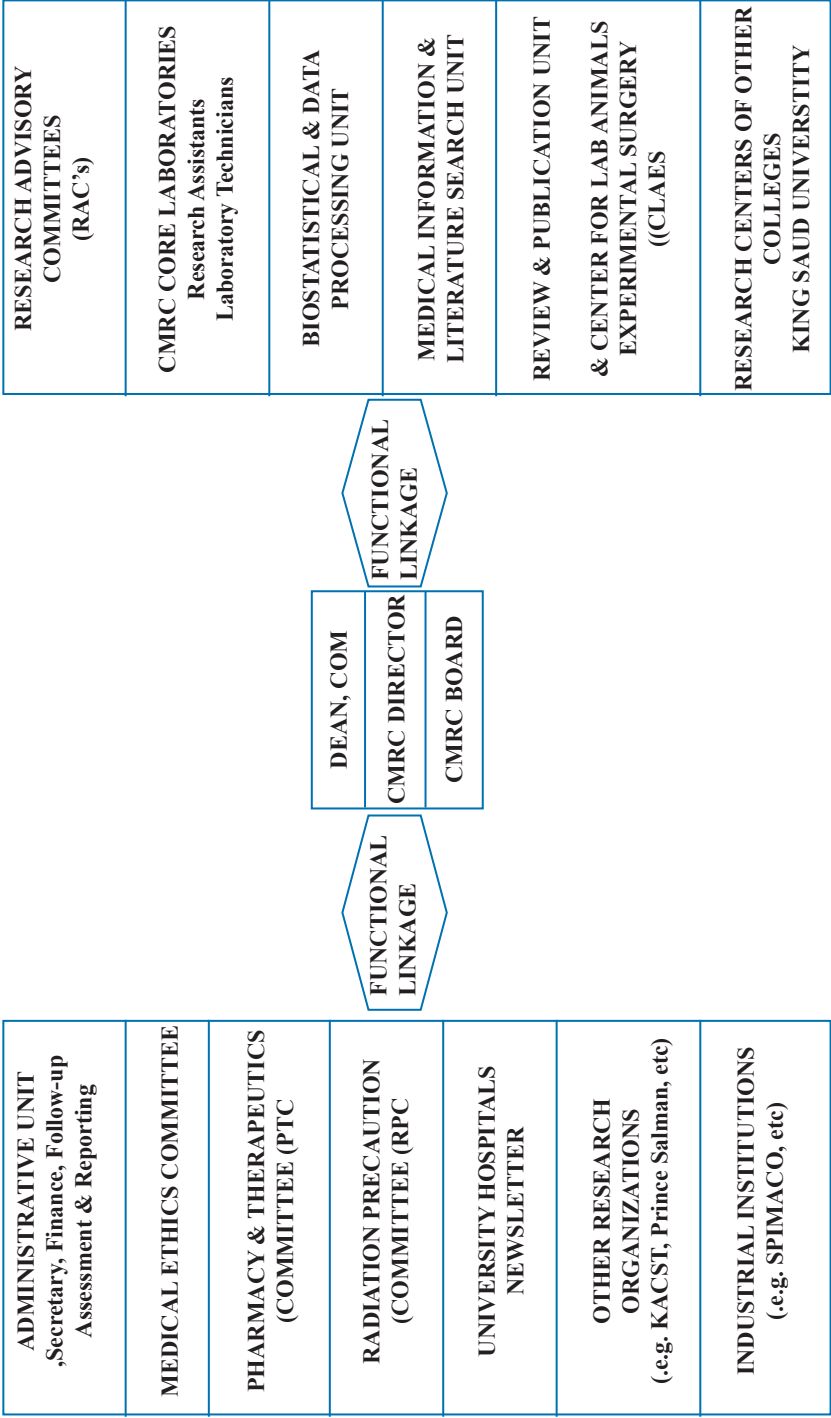 ADMINISTRATIVE UNIT
,Secretary, Finance, Follow-up
Assessment & Reporting
MEDICAL ETHICS COMMITTEE
PHARMACY & THERAPEUTICS
(COMMITTEE (PTC
RADIATION PRECAUTION
(COMMITTEE (RPC
UNIVERSITY HOSPITALS
NEWSLETTER
OTHER RESEARCH
ORGANIZATIONS
(.e.g. KACST, Prince Salman, etc)
INDUSTRIAL INSTITUTIONS
(.e.g. SPIMACO, etc)
FUNCTIONAL
LINKAGE
DEAN, COM
CMRC DIRECTOR
CMRC BOARD
FUNCTIONAL
LINKAGE
RESEARCH ADVISORY
COMMITTEES
(RAC's)
CMRC CORE LABORATORIES
Research Assistants
Laboratory Technicians
BIOSTATISTICAL & DATA
PROCESSING UNIT
MEDICAL INFORMATION &
LITERATURE SEARCH UNIT
REVIEW & PUBLICATION UNIT
& CENTER FOR LAB ANIMALS
EXPERIMENTAL SURGERY
((CLAES
RESEARCH CENTERS OF OTHER
COLLEGES
KING SAUD UNIVERSTITY